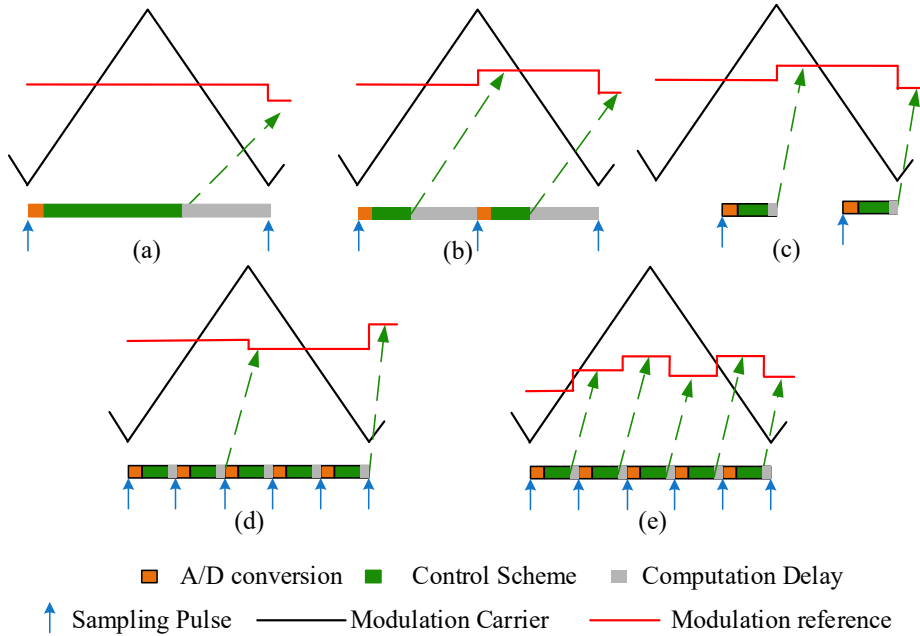 (a)
(b)
(c)
(d)
(e)
A/D conversion Control Scheme Computation Delay
Sampling Pulse Modulation Carrier Modulation reference